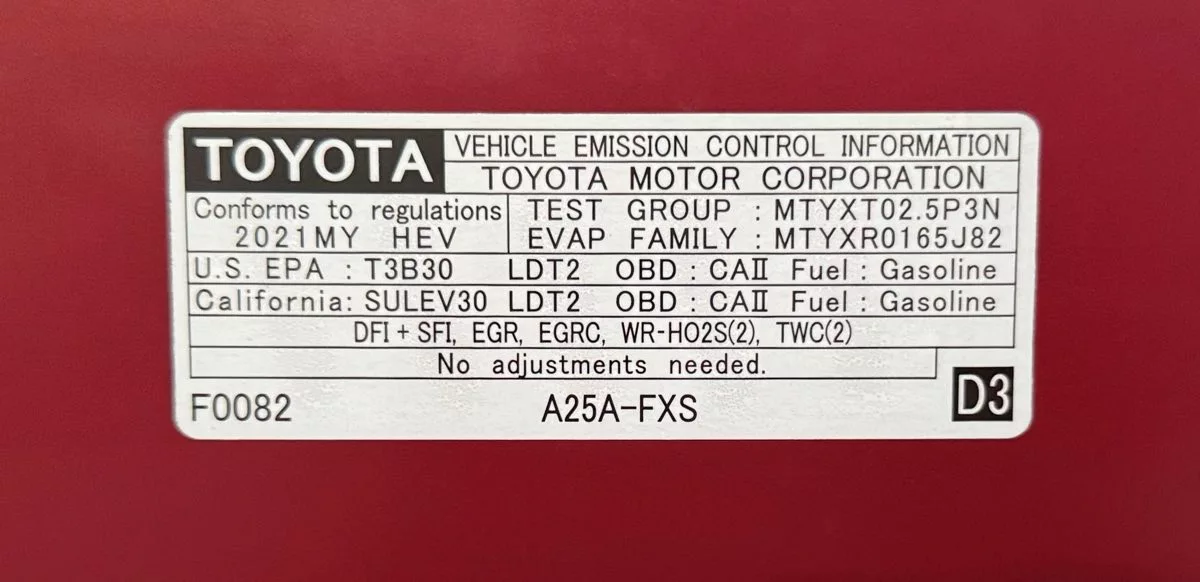 TOYOTA VEHICLE EMISSION CONTROL INFORMATION
TOYOTA MOTOR CORPORATION
Conforms to regulations TEST GROUP : MTYXT02.5P3N
2021MY HEV EVAP FAMILY : MTYXR0165J82
U.S. EPA : T3B30 LDT2 OBD : CAⅡ Fuel : Gasoline
California: SULEV30 LDT2 OBD : CAⅡ Fuel : Gasoline
DFI + SFI, EGR, EGRC, WR-HO2S(2), TWC(2)
No adjustments needed.
F0082 A25A-FXS D3